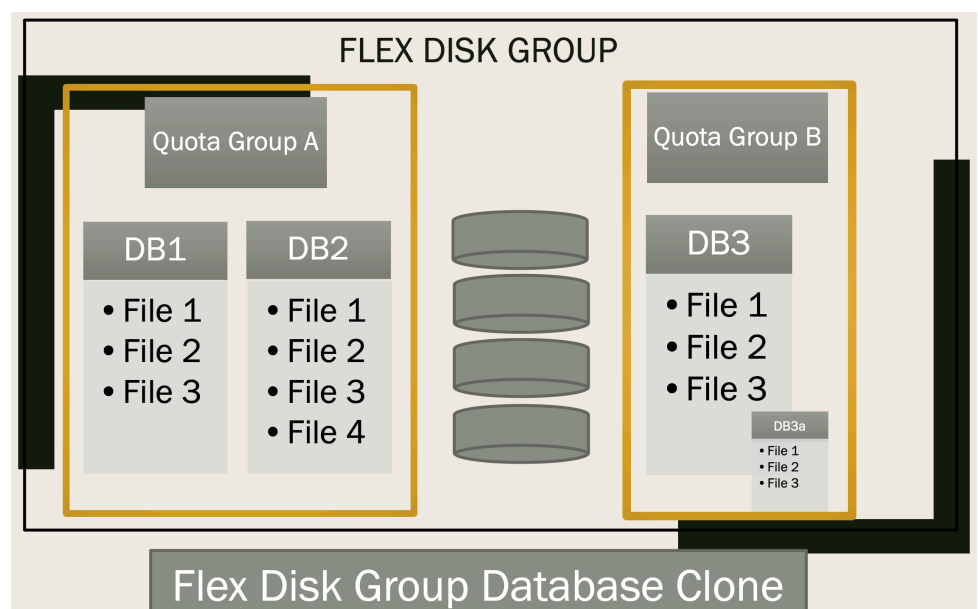 FLEX DISK GROUP
Quota Group A
DB1
• File 1
• File 2
• File 3
DB2
• File 1
• File 2
• File 3
• File 4
Quota Group B
DB3
• File 1
• File 2
• File 3
DB3a
• File 1
• File 2
• File 3
Flex Disk Group Database Clone